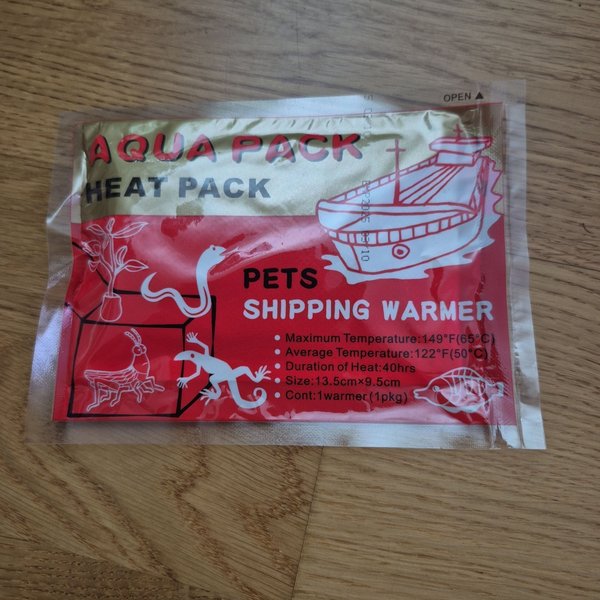 OPEN ▲
AQUA PACK
HEAT PACK
PETS
SHIPPING WARMER
• Maximum Temperature:149°F(65°C)
• Average Temperature:122°F(50°C)
• Duration of Heat:40hrs
• Size:13.5cm×9.5cm
• Cont:1warmer(1pkg)